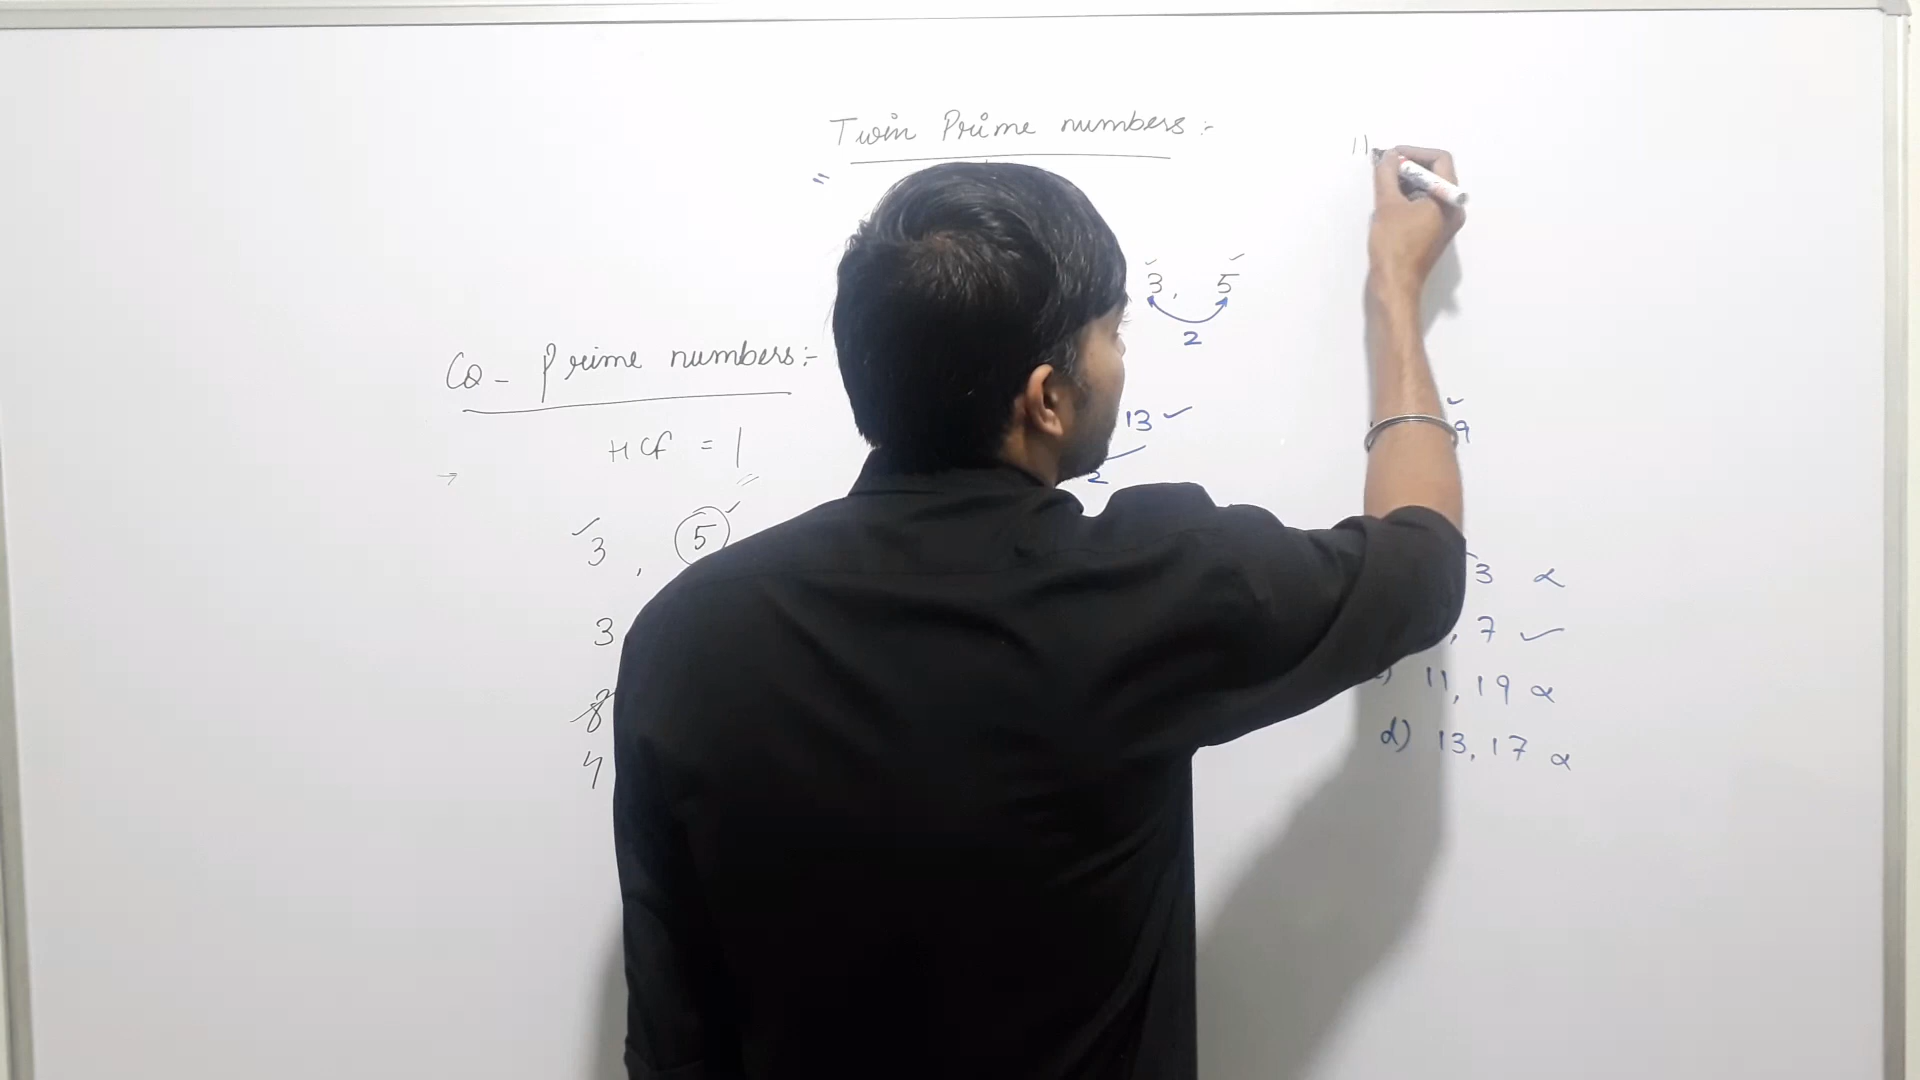 Twin Prime numbers :-
11
3, 5
2
Co- Prime numbers:-
HCF = 1
13 ✓
2
9
3, 5
3
8
4
3 ×
, 7 ✓
11, 19 ×
d) 13, 17 ×